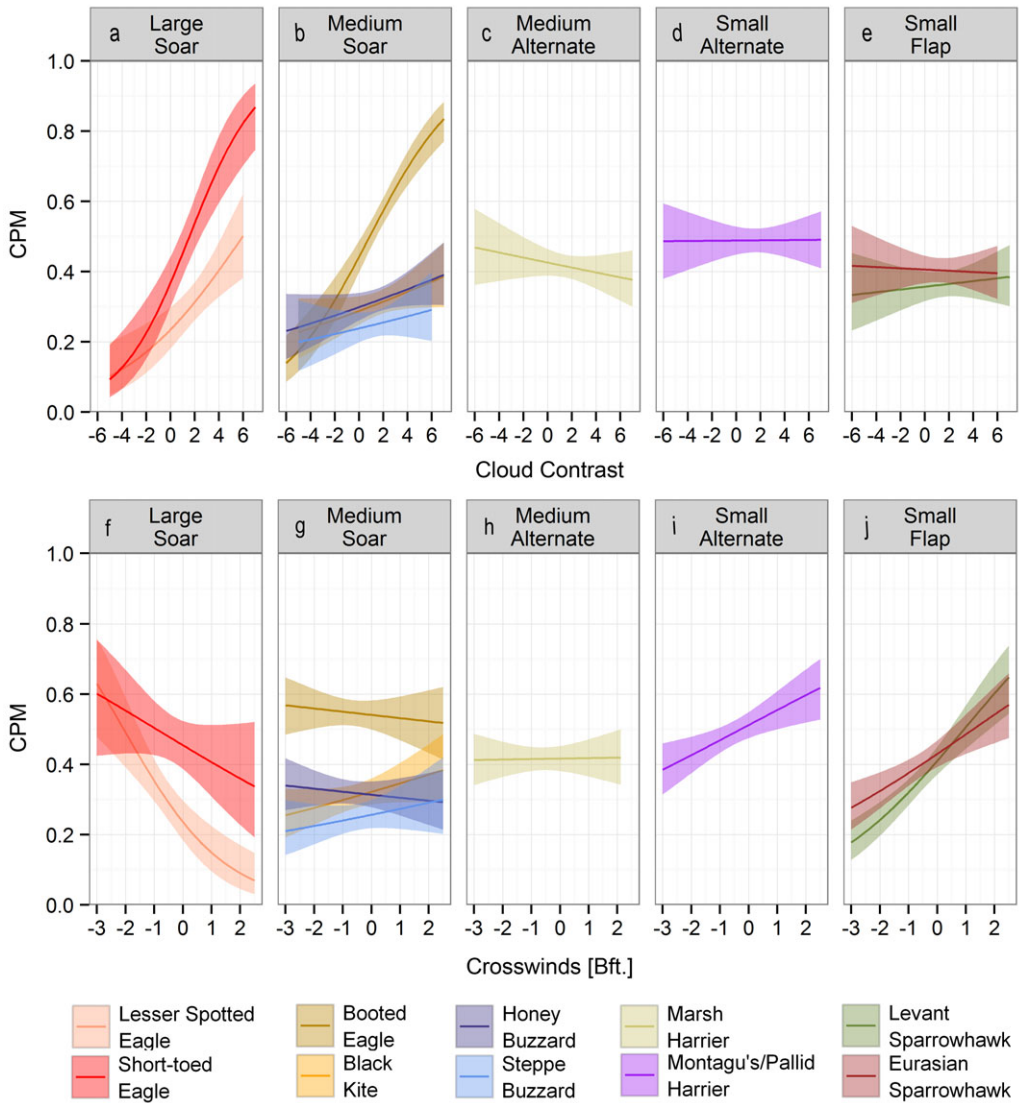 a Large Soar
b Medium Soar
c Medium Alternate
d Small Alternate
e Small Flap
1.0
0.8
0.6
0.4
0.2
0.0
CPM
-6 -4 -2 0 2 4 6
-6 -4 -2 0 2 4 6
-6 -4 -2 0 2 4 6
-6 -4 -2 0 2 4 6
-6 -4 -2 0 2 4 6
Cloud Contrast
f Large Soar
g Medium Soar
h Medium Alternate
i Small Alternate
j Small Flap
1.0
0.8
0.6
0.4
0.2
0.0
CPM
-3 -2 -1 0 1 2
-3 -2 -1 0 1 2
-3 -2 -1 0 1 2
-3 -2 -1 0 1 2
-3 -2 -1 0 1 2
Crosswinds [Bft.]
Lesser Spotted
Eagle
Short-toed
Eagle
Booted
Eagle
Black
Kite
Honey
Buzzard
Steppe
Buzzard
Marsh
Harrier
Montagu's/Pallid
Harrier
Levant
Sparrowhawk
Eurasian
Sparrowhawk